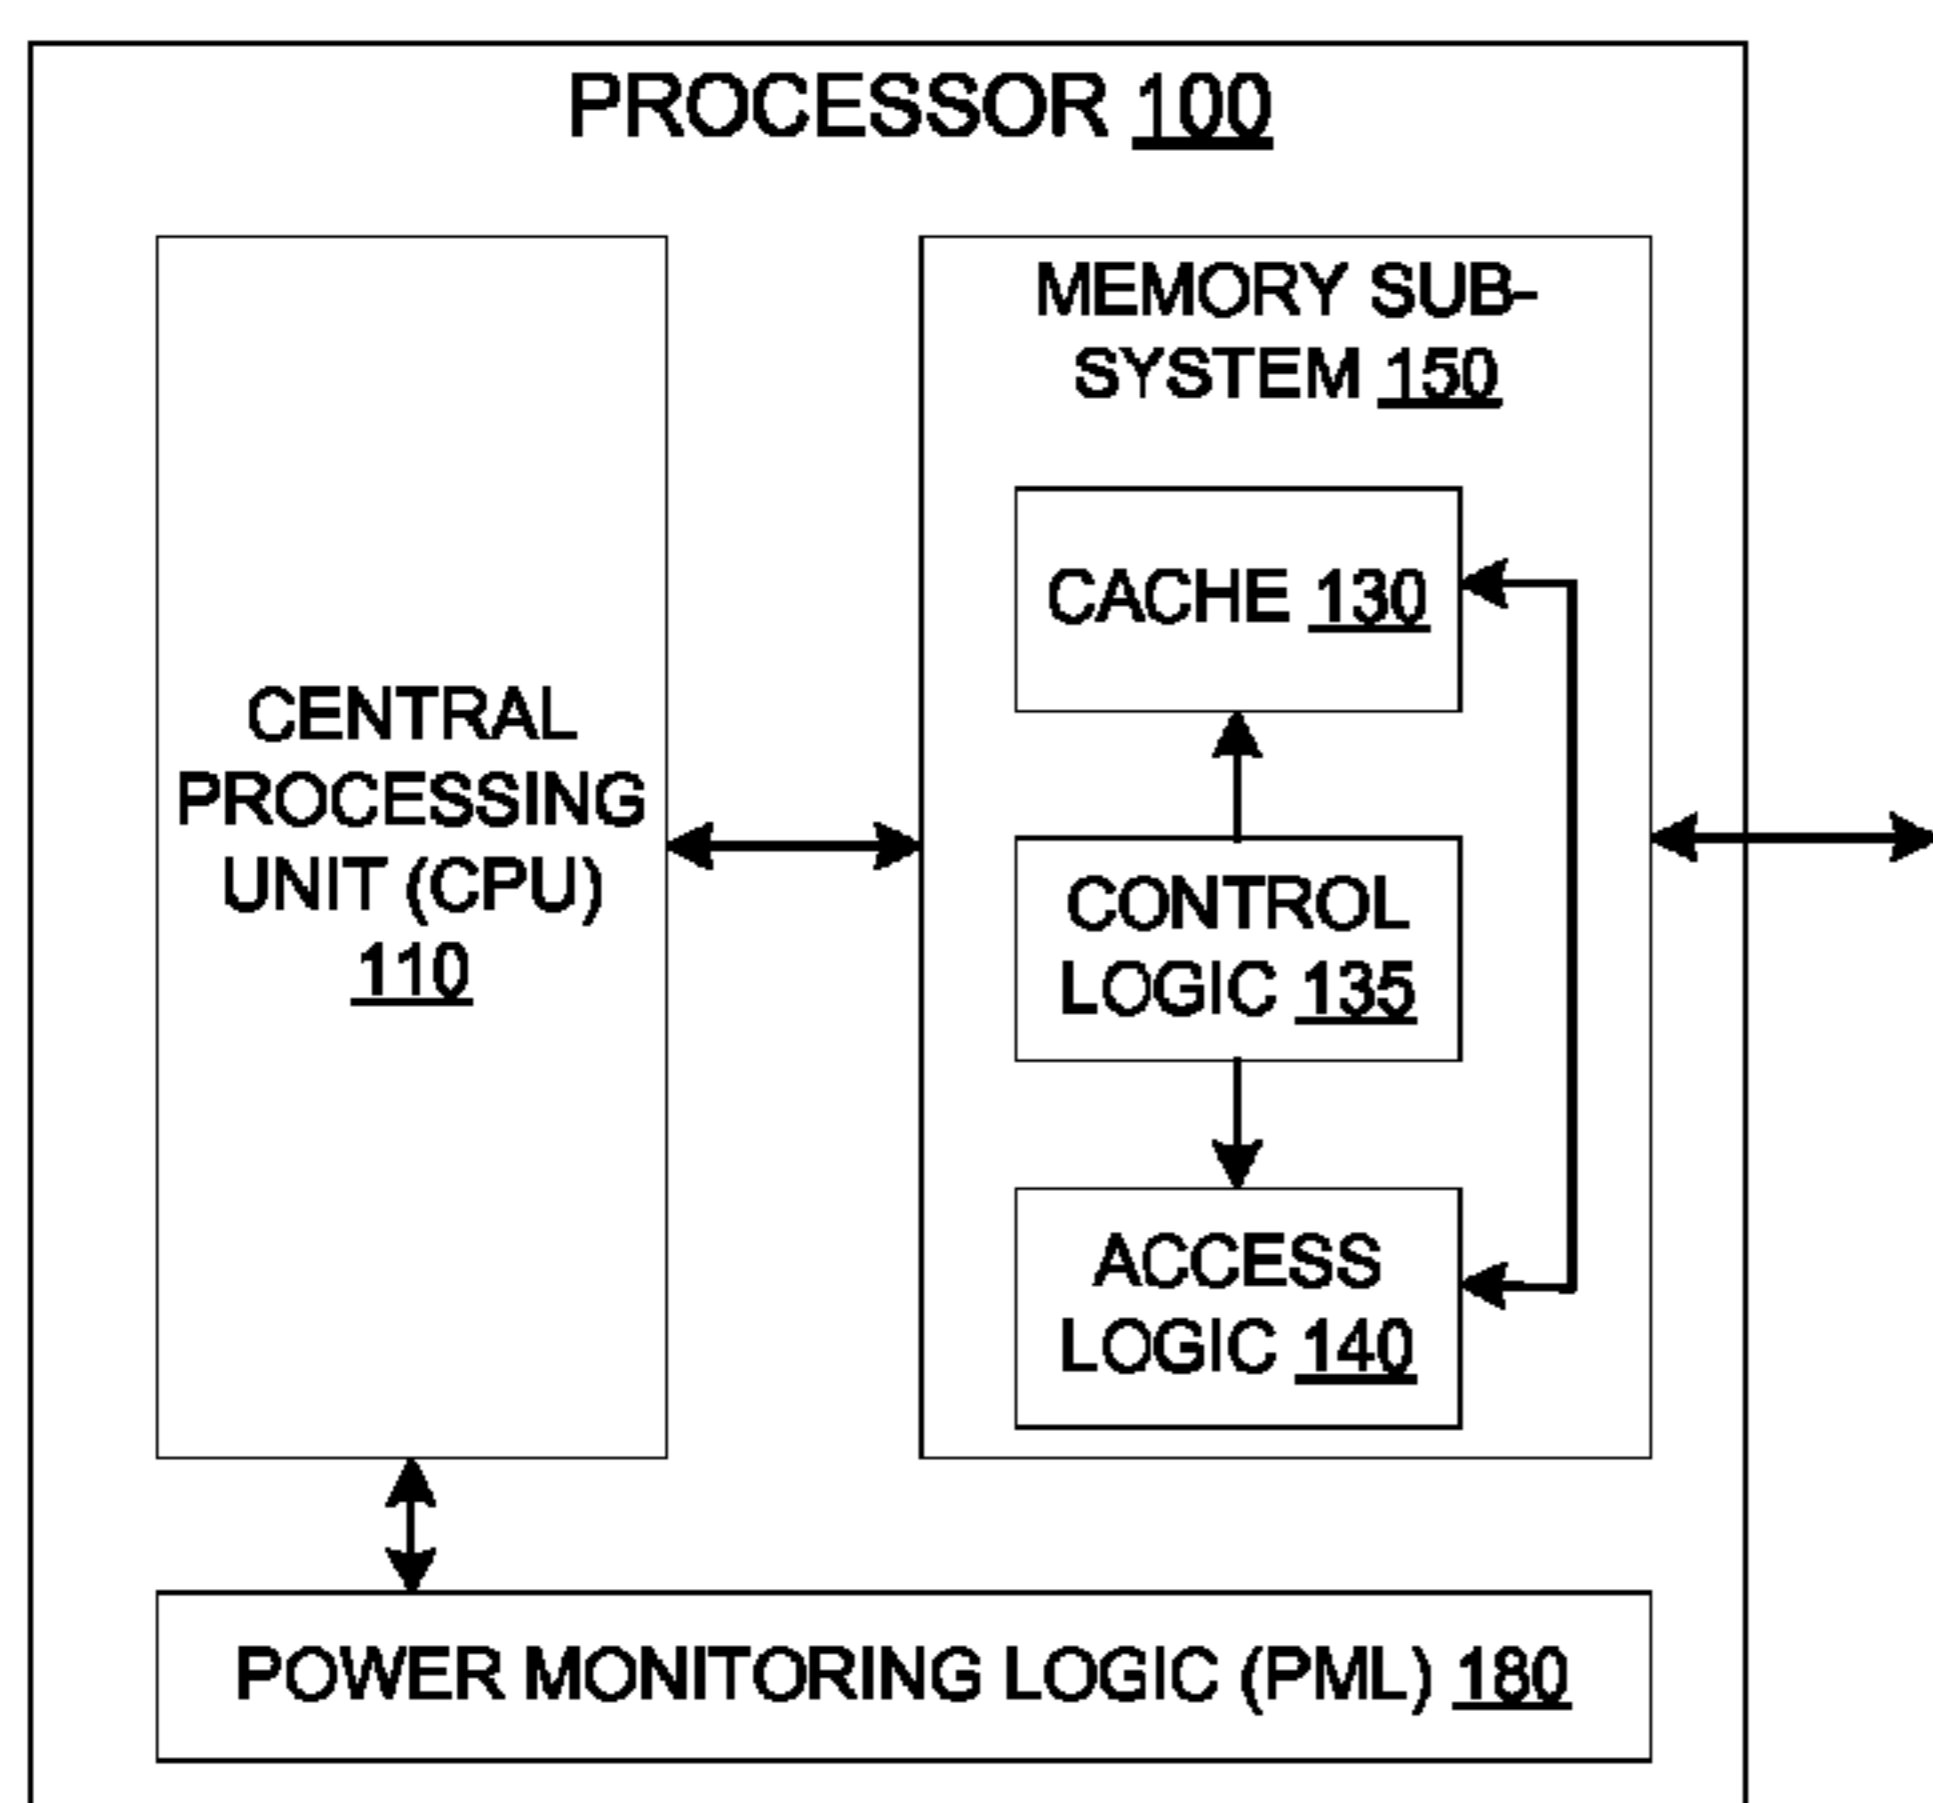 PROCESSOR 100
CENTRAL
PROCESSING
UNIT (CPU)
110
MEMORY SUB-
SYSTEM 150
CACHE 130
CONTROL
LOGIC 135
ACCESS
LOGIC 140
POWER MONITORING LOGIC (PML) 180